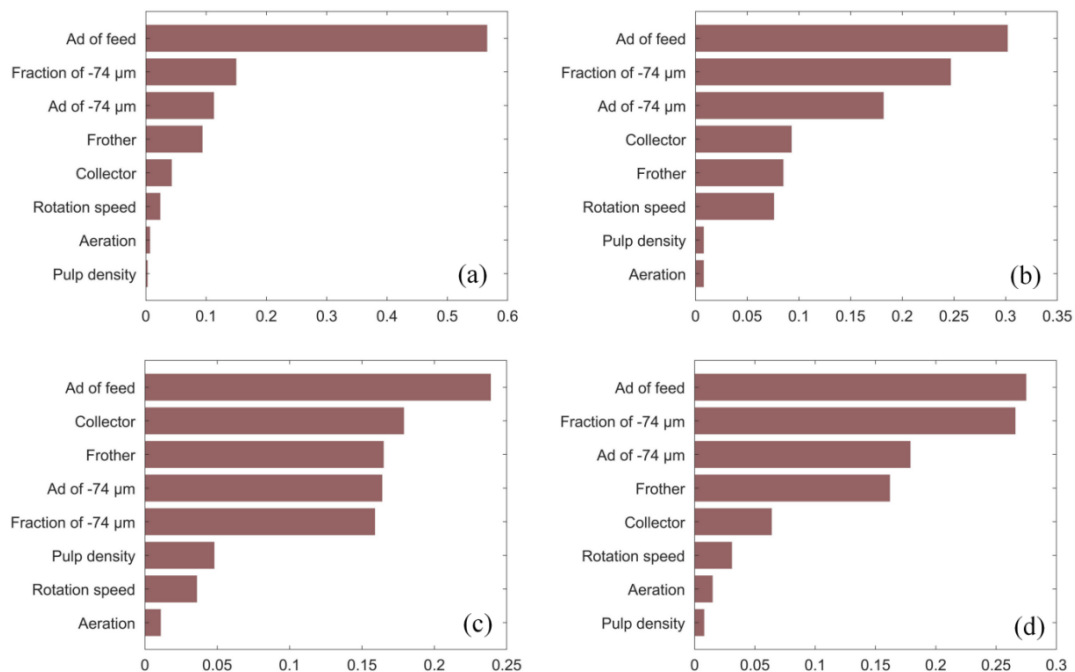 Ad of feed
Fraction of -74 µm
Ad of -74 µm
Frother
Collector
Rotation speed
Aeration
Pulp density
(a)
0 0.1 0.2 0.3 0.4 0.5 0.6
Ad of feed
Fraction of -74 µm
Ad of -74 µm
Collector
Frother
Rotation speed
Pulp density
Aeration
(b)
0 0.05 0.1 0.15 0.2 0.25 0.3 0.35
Ad of feed
Collector
Frother
Ad of -74 µm
Fraction of -74 µm
Pulp density
Rotation speed
Aeration
(c)
0 0.05 0.1 0.15 0.2 0.25
Ad of feed
Fraction of -74 µm
Ad of -74 µm
Frother
Collector
Rotation speed
Aeration
Pulp density
(d)
0 0.05 0.1 0.15 0.2 0.25 0.3